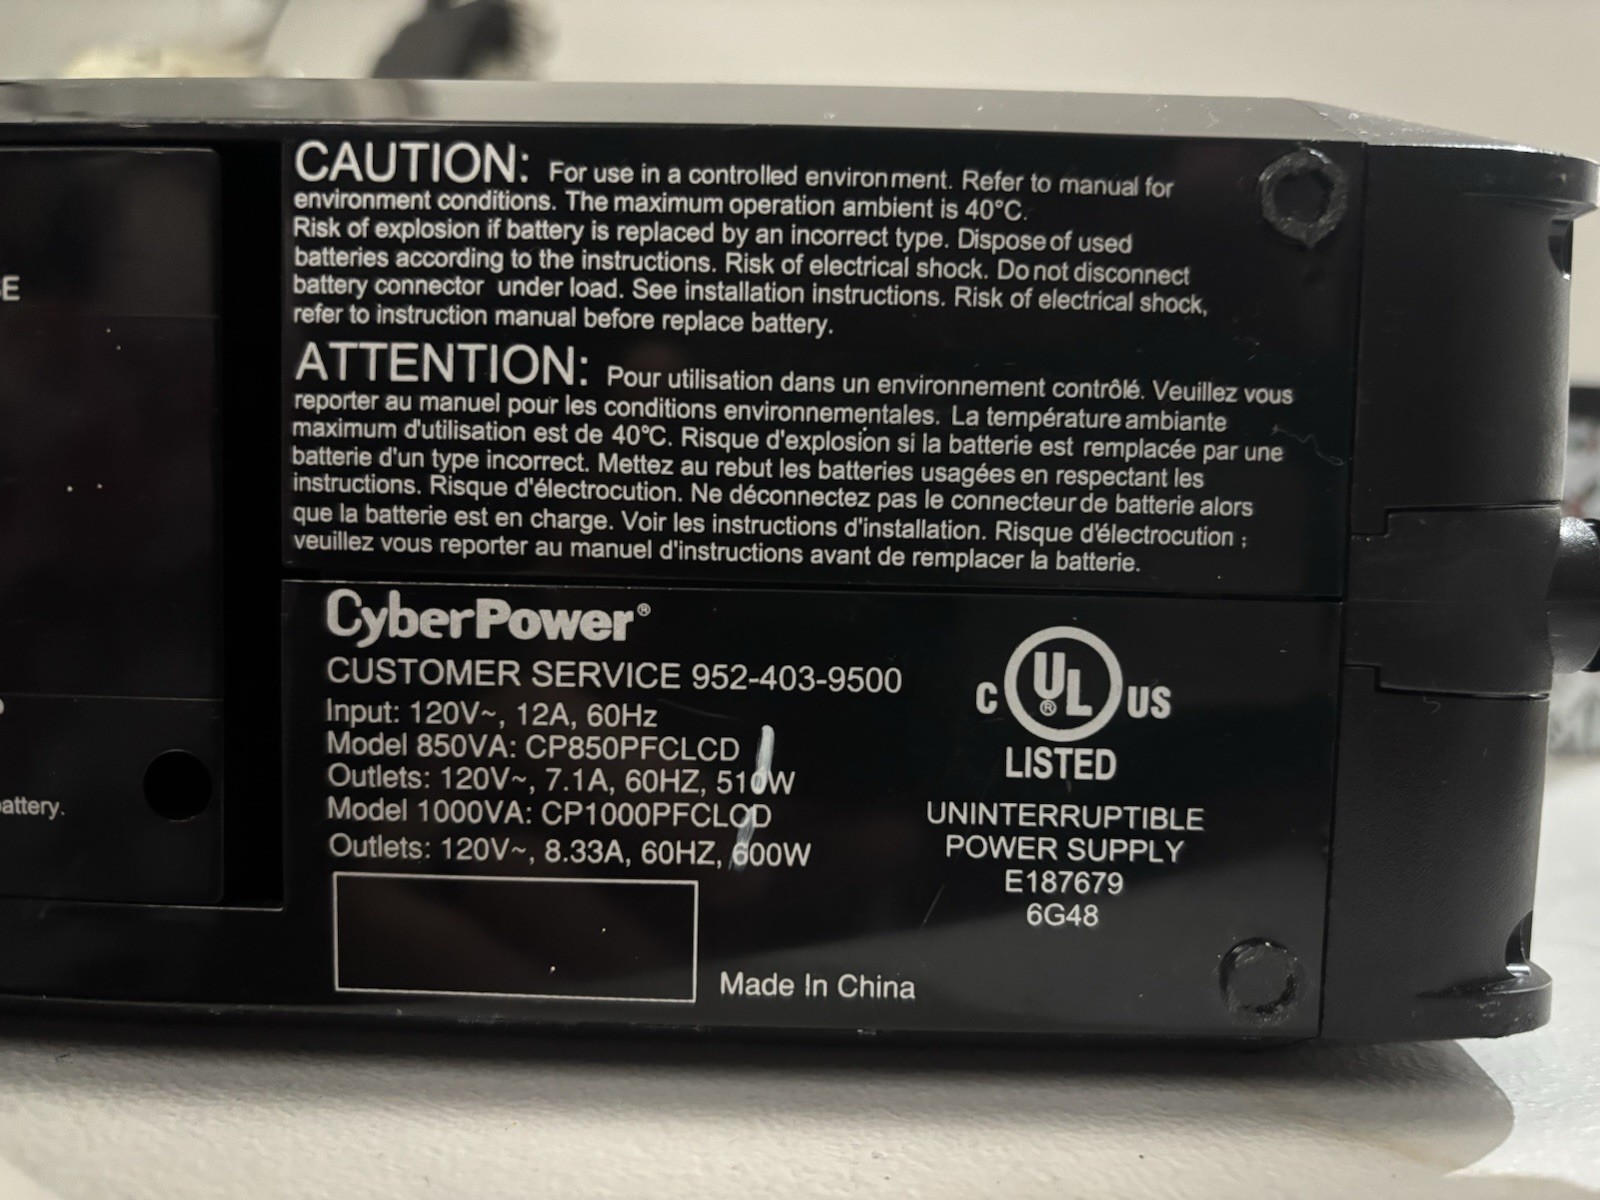 E
attery.
CAUTION: For use in a controlled environment. Refer to manual for
environment conditions. The maximum operation ambient is 40°C.
Risk of explosion if battery is replaced by an incorrect type. Dispose of used
batteries according to the instructions. Risk of electrical shock. Do not disconnect
battery connector under load. See installation instructions. Risk of electrical shock,
refer to instruction manual before replace battery.
ATTENTION: Pour utilisation dans un environnement contrôlé. Veuillez vous
reporter au manuel pour les conditions environnementales. La température ambiante
maximum d'utilisation est de 40°C. Risque d'explosion si la batterie est remplacée par une
batterie d'un type incorrect. Mettez au rebut les batteries usagées en respectant les
instructions. Risque d'électrocution. Ne déconnectez pas le connecteur de batterie alors
que la batterie est en charge. Voir les instructions d'installation. Risque d'électrocution ;
veuillez vous reporter au manuel d'instructions avant de remplacer la batterie.
CyberPower®
CUSTOMER SERVICE 952-403-9500
Input: 120V~, 12A, 60Hz
Model 850VA: CP850PFCLCD
Outlets: 120V~, 7.1A, 60HZ, 510W
Model 1000VA: CP1000PFCLCD
Outlets: 120V~, 8.33A, 60HZ, 600W
Made In China
C UL® US
LISTED
UNINTERRUPTIBLE
POWER SUPPLY
E187679
6G48